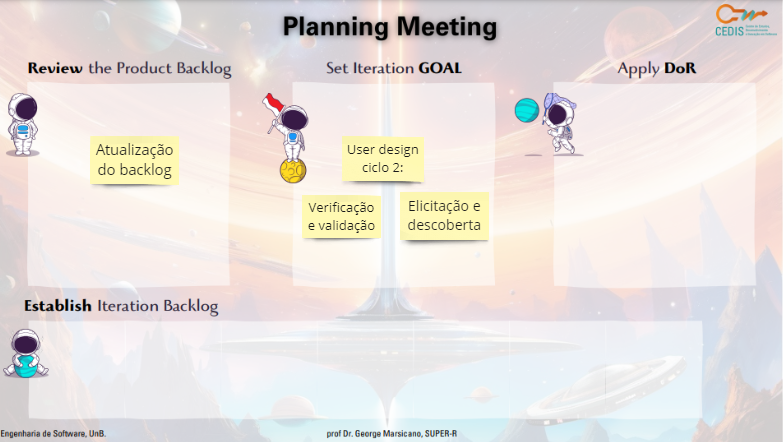 Planning Meeting
CEDIS
Review the Product Backlog
Set Iteration GOAL
Apply DoR
Atualização
do backlog
User design
ciclo 2:
Verificação
e validação
Elicitação e
descoberta
Establish Iteration Backlog
Engenharia de Software, UnB.
prof Dr. George Marsicano, SUPER-R